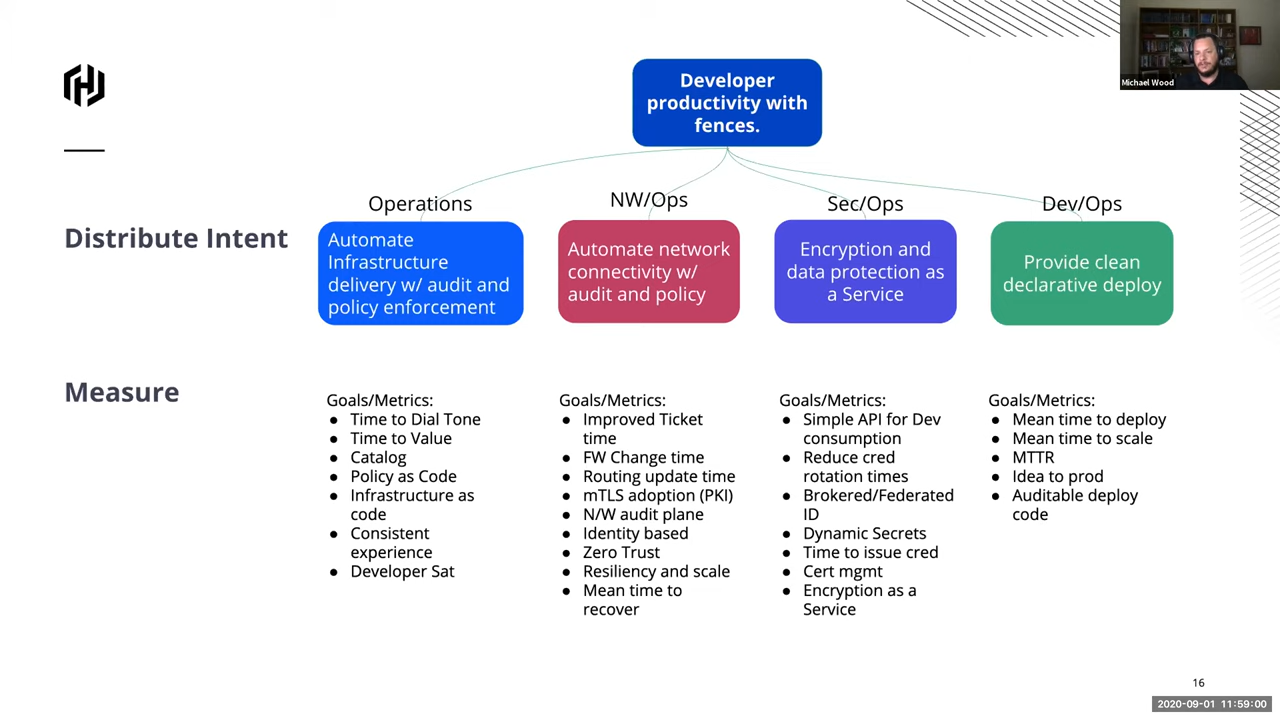 Michael Wood
Developer
productivity with
fences.
Operations
NW/Ops
Sec/Ops
Dev/Ops
Distribute Intent
Automate
Infrastructure
delivery w/ audit and
policy enforcement
Automate network
connectivity w/
audit and policy
Encryption and
data protection as
a Service
Provide clean
declarative deploy
Measure
Goals/Metrics:
● Time to Dial Tone
● Time to Value
● Catalog
● Policy as Code
● Infrastructure as
code
● Consistent
experience
● Developer Sat
Goals/Metrics:
● Improved Ticket
time
● FW Change time
● Routing update time
● mTLS adoption (PKI)
● N/W audit plane
● Identity based
● Zero Trust
● Resiliency and scale
● Mean time to
recover
Goals/Metrics:
● Simple API for Dev
consumption
● Reduce cred
rotation times
● Brokered/Federated
ID
● Dynamic Secrets
● Time to issue cred
● Cert mgmt
● Encryption as a
Service
Goals/Metrics:
● Mean time to deploy
● Mean time to scale
● MTTR
● Idea to prod
● Auditable deploy
code
16
2020-09-01 11:59:00